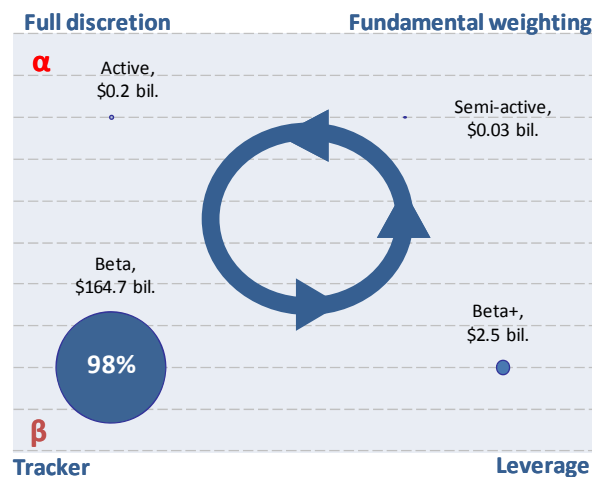 Full discretion
Fundamental weighting
α
Active,
$0.2 bil.
Semi-active,
$0.03 bil.
Beta,
$164.7 bil.
Beta+,
$2.5 bil.
98%
β
Tracker
Leverage